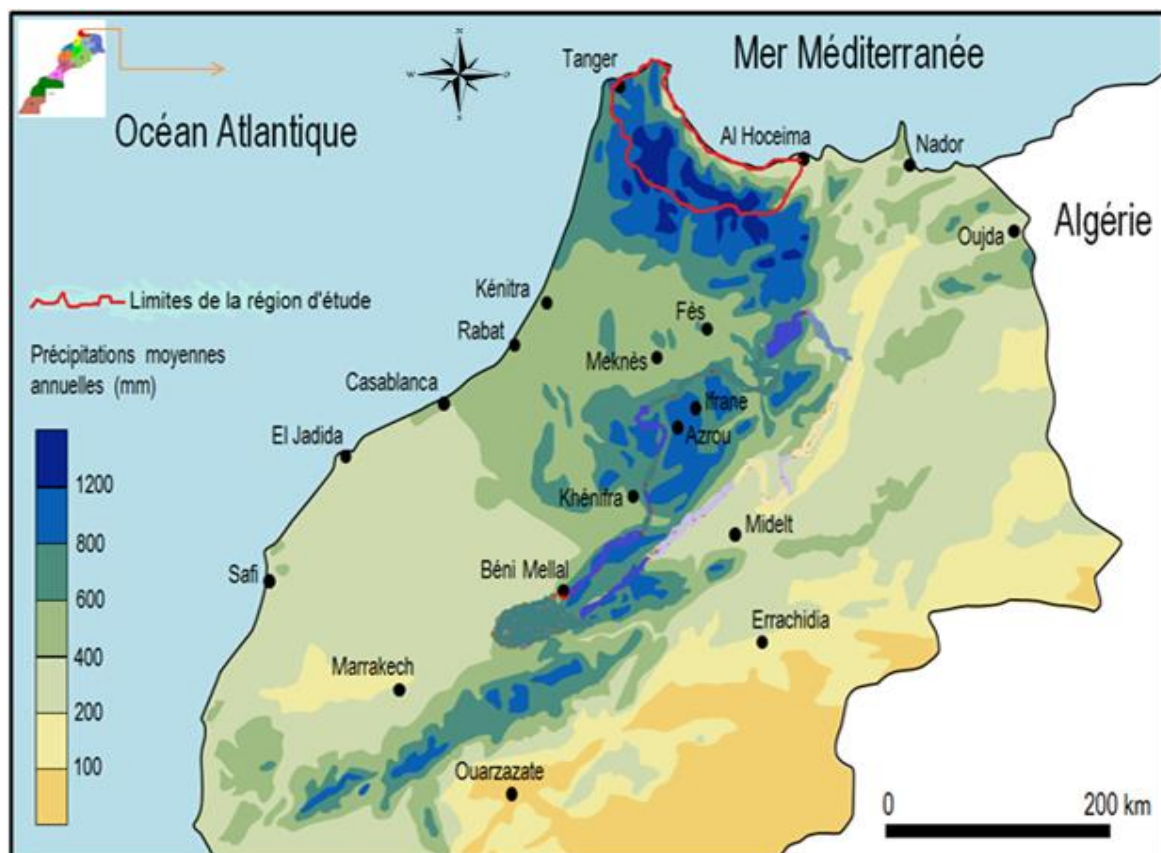 Mer Méditerranée
Tanger
N
W
O
S
Océan Atlantique
Al Hoceima
Nador
Algérie
Oujda
Limites de la région d'étude
Kénitra
Fès
Rabat
Précipitations moyennes
annuelles (mm)
Meknès
Casablanca
Ifrane
Azrou
El Jadida
1200
Khénifra
800
Midelt
Safi
Béni Mellal
600
Errachidia
400
Marrakech
200
100
Ouarzazate
0
200 km